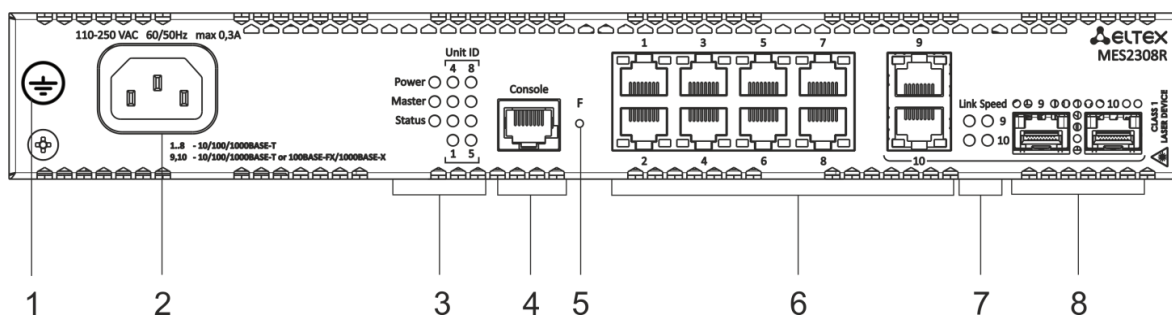 110-250 VAC 60/50Hz max 0,3A
Unit ID
4 8
Power
Master
Status
1 5
1..8 - 10/100/1000BASE-T
9,10 - 10/100/1000BASE-T or 100BASE-FX/1000BASE-X
Console
F
1 3 5 7
2 4 6 8
9
10
ELTEX
MES2308R
Link Speed
9
10
9
10
CLASS 1
LASER DEVICE
1 2 3 4 5 6 7 8